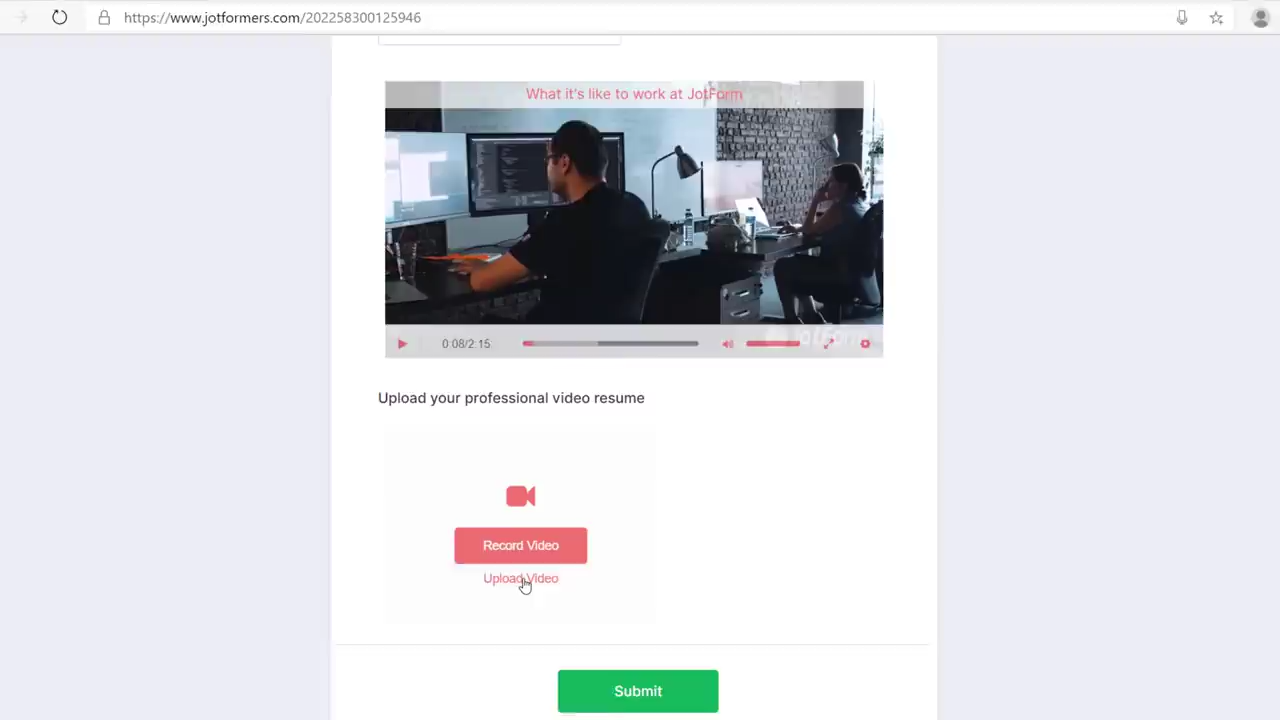 https://www.jotformers.com/202258300125946
What it's like to work at JotForm
0:08/2:15
JotForm
Upload your professional video resume
Record Video
Upload Video
Submit